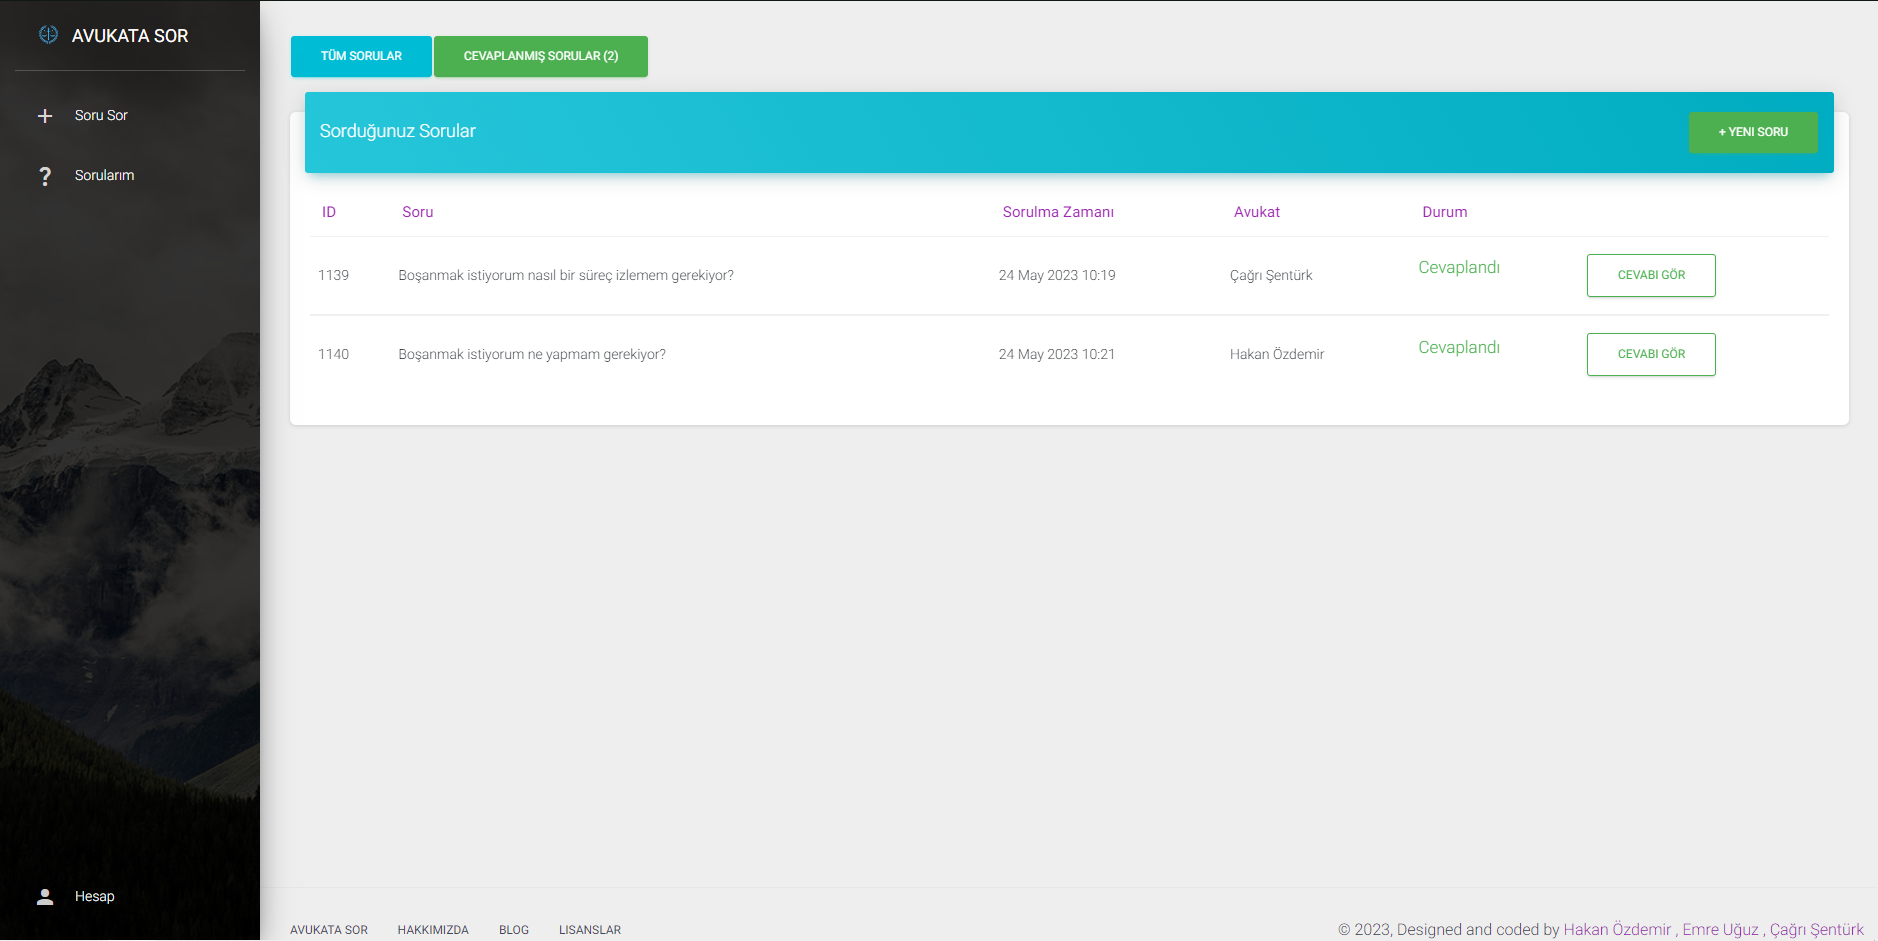 AVUKATA SOR
Soru Sor
Sorularım
Hesap
TÜM SORULAR
CEVAPLANMIŞ SORULAR (2)
Sorduğunuz Sorular
+ YENI SORU
ID Soru Sorulma Zamanı Avukat Durum
1139 Boşanmak istiyorum nasıl bir süreç izlemem gerekiyor? 24 May 2023 10:19 Çağrı Şentürk Cevaplandı CEVABI GÖR
1140 Boşanmak istiyorum ne yapmam gerekiyor? 24 May 2023 10:21 Hakan Özdemir Cevaplandı CEVABI GÖR
AVUKATA SOR HAKKIMIZDA BLOG LISANSLAR
© 2023, Designed and coded by Hakan Özdemir , Emre Uğuz , Çağrı Şentürk